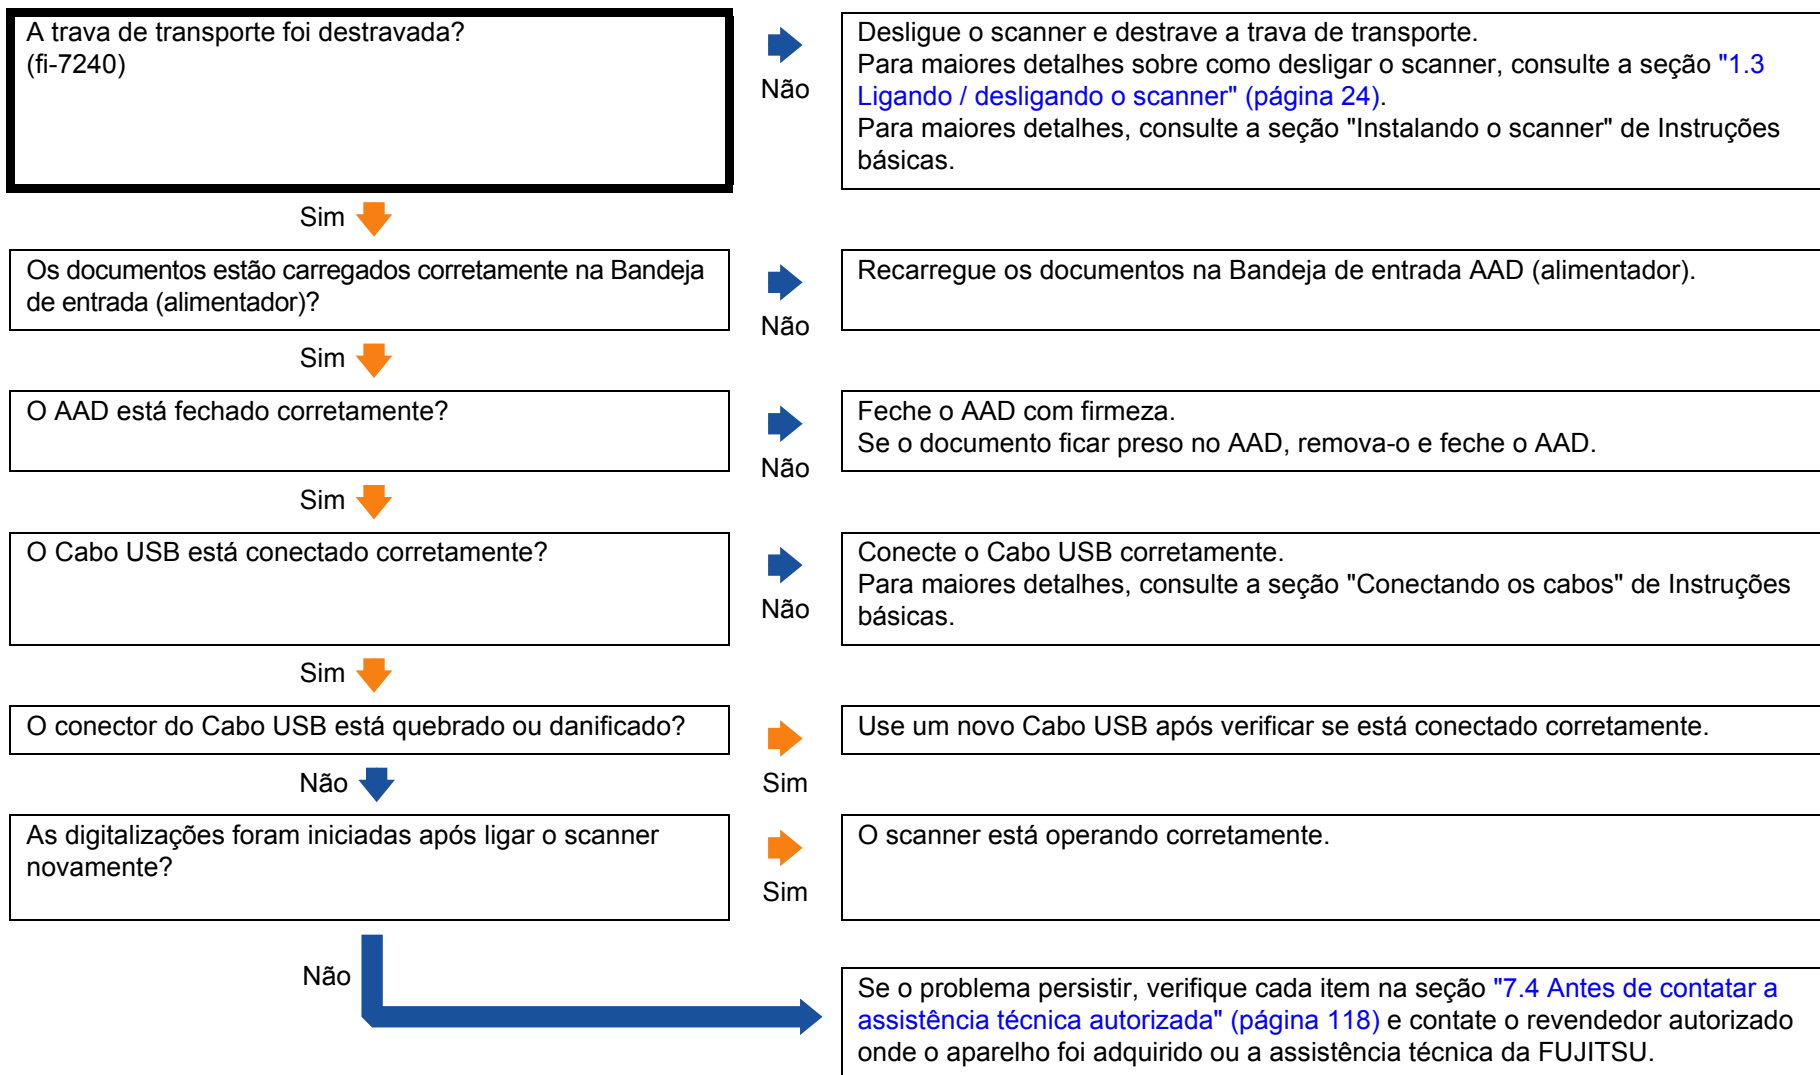 A trava de transporte foi destravada?
(fi-7240)
Não
Desligue o scanner e destrave a trava de transporte.
Para maiores detalhes sobre como desligar o scanner, consulte a seção "1.3
Ligando / desligando o scanner" (página 24).
Para maiores detalhes, consulte a seção "Instalando o scanner" de Instruções
básicas.
Sim
Os documentos estão carregados corretamente na Bandeja
de entrada (alimentador)?
Não
Recarregue os documentos na Bandeja de entrada AAD (alimentador).
Sim
O AAD está fechado corretamente?
Não
Feche o AAD com firmeza.
Se o documento ficar preso no AAD, remova-o e feche o AAD.
Sim
O Cabo USB está conectado corretamente?
Não
Conecte o Cabo USB corretamente.
Para maiores detalhes, consulte a seção "Conectando os cabos" de Instruções
básicas.
Sim
O conector do Cabo USB está quebrado ou danificado?
Sim
Use um novo Cabo USB após verificar se está conectado corretamente.
Não
As digitalizações foram iniciadas após ligar o scanner
novamente?
Sim
O scanner está operando corretamente.
Não
Se o problema persistir, verifique cada item na seção "7.4 Antes de contatar a
assistência técnica autorizada" (página 118) e contate o revendedor autorizado
onde o aparelho foi adquirido ou a assistência técnica da FUJITSU.